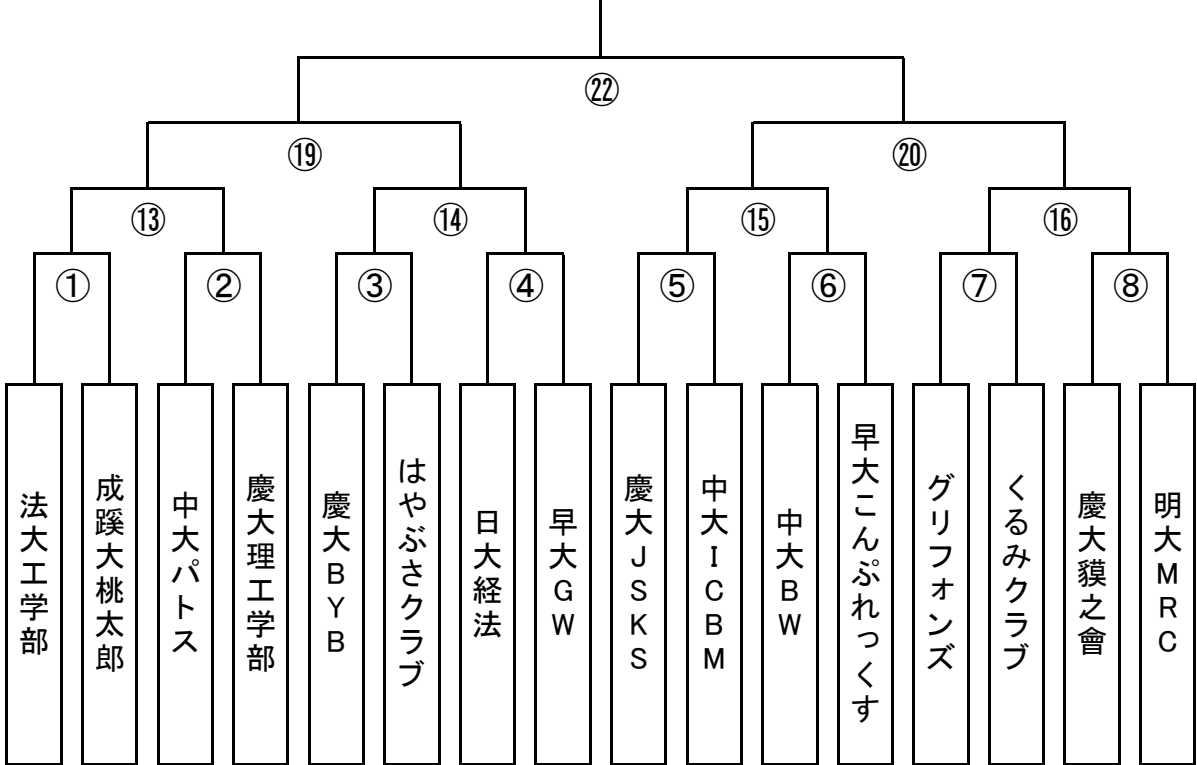 ㉒
⑲
⑳
⑬
⑭
⑮
⑯
①
②
③
④
⑤
⑥
⑦
⑧
法大工学部
成蹊大桃太郎
中大パトス
慶大理工学部
慶大BYB
はやぶさクラブ
日大経法
早大GW
慶大JSKS
中大ICBM
中大BW
早大こんぷれっくす
グリフォンズ
くるみクラブ
慶大貘之會
明大MRC